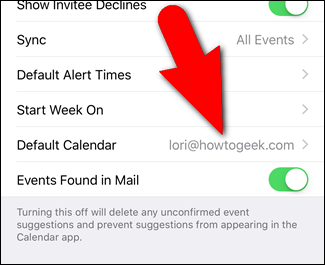 Show Invitee Declines
Sync All Events
Default Alert Times
Start Week On
Default Calendar lori@howtogeek.com
Events Found in Mail
Turning this off will delete any unconfirmed event
suggestions and prevent suggestions from appearing in the
Calendar app.